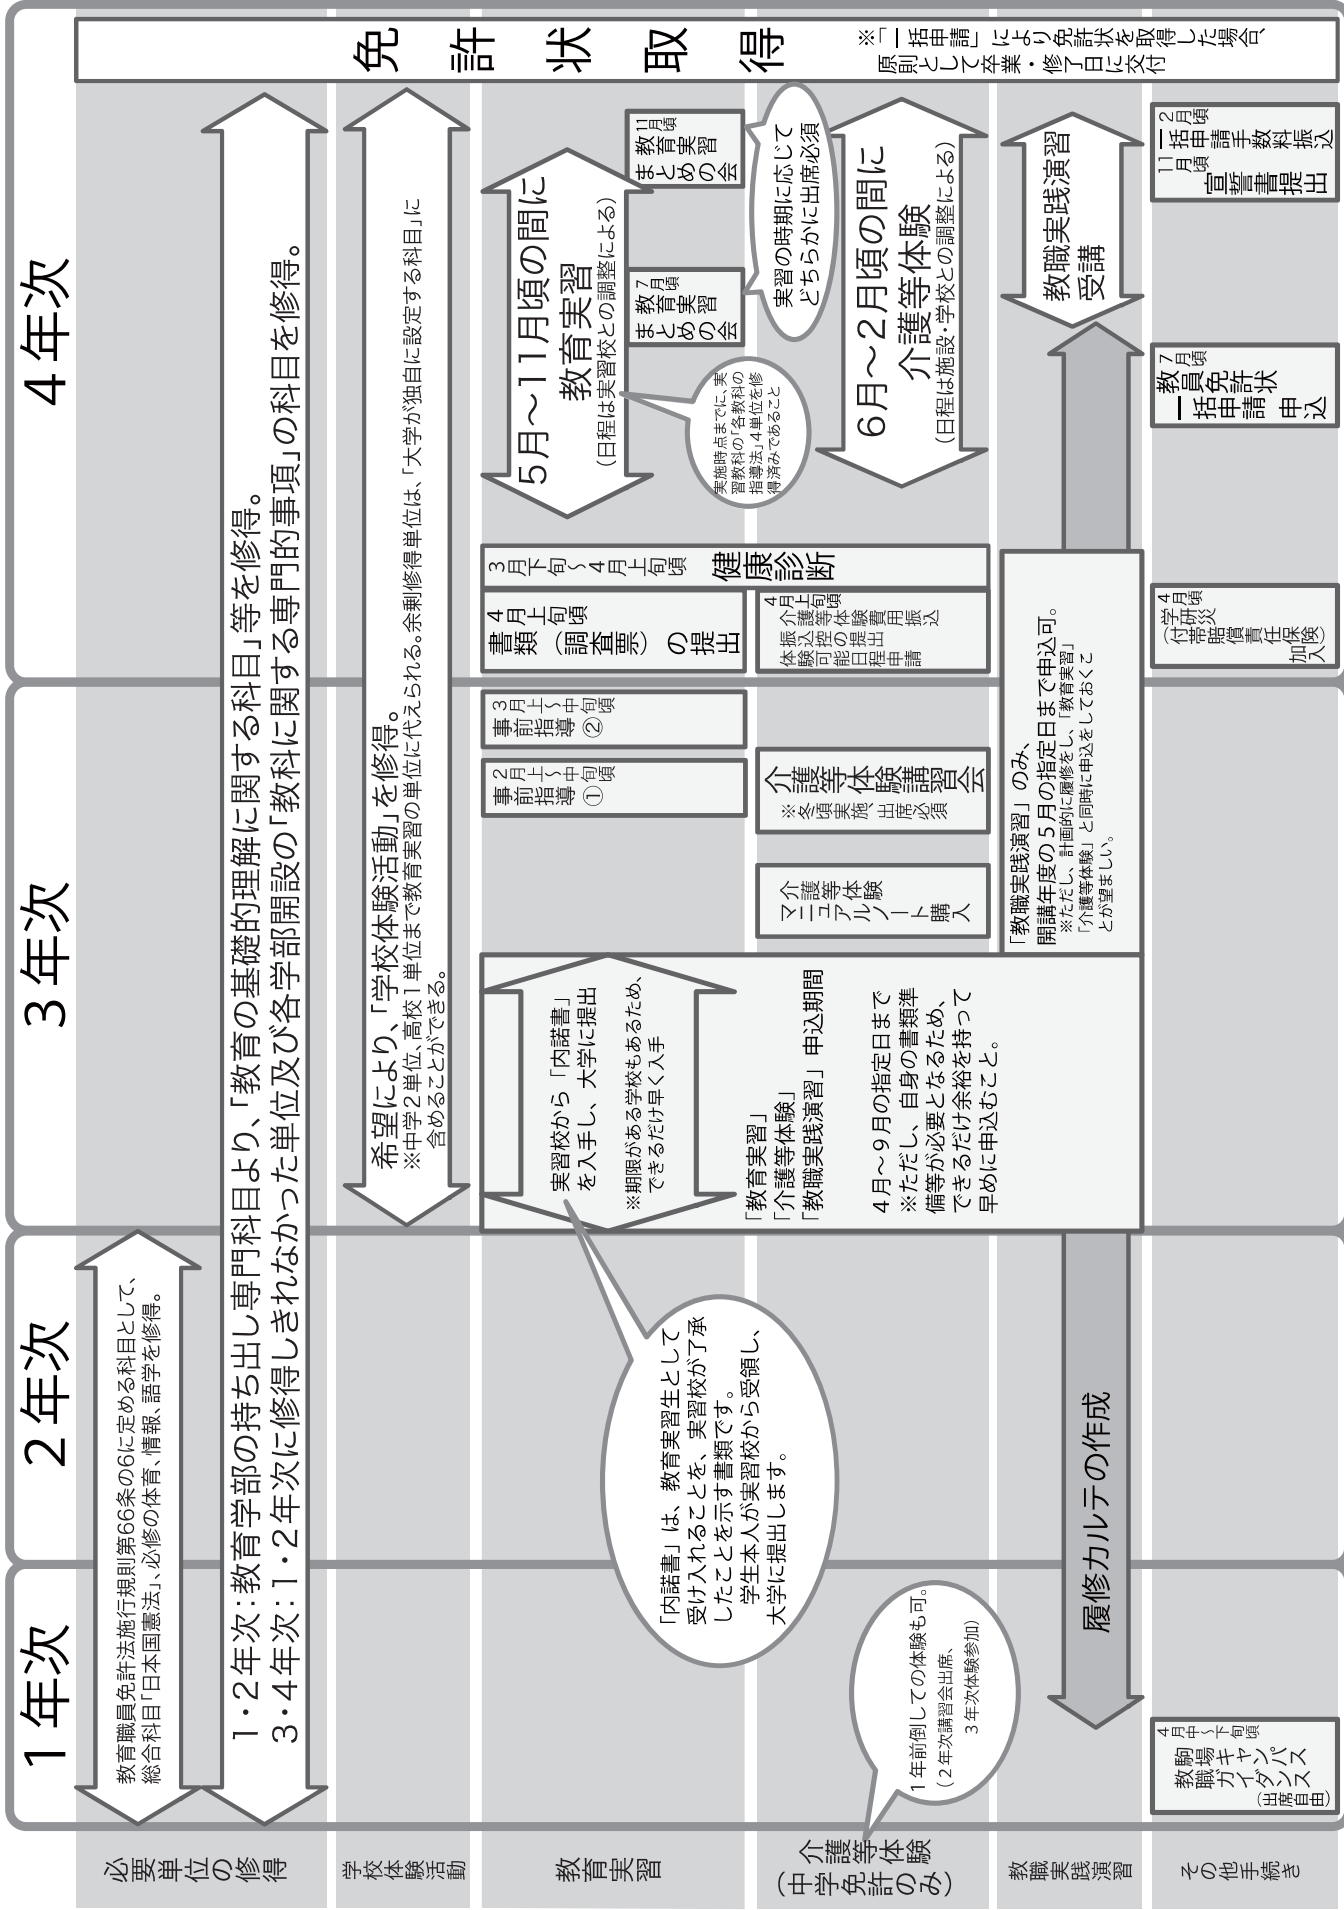 1年次
2年次
3年次
4年次
必要単位の修得
教育職員免許法施行規則第66条の6に定める科目として、
総合科目「日本国憲法」、必修の体育、情報、語学を修得。
1・2年次：教育学部の持ち出し専門科目より、「教育の基礎的理解に関する科目」等を修得。
3・4年次：1・2年次に修得しきれなかった単位及び各学部開設の「教科に関する専門的事項」の科目を修得。
学校体験活動
希望により、「学校体験活動」を修得。
※中学2単位、高校1単位まで教育実習の単位に代えられる。余剰修得単位は、「大学が独自に設定する科目」に
含めることができる。
教育実習
「内諾書」は、教育実習生として
受け入れることを、実習校が了承
したことを示す書類です。
学生本人が実習校から受領し、
大学に提出します。
実習校から「内諾書」
を入手し、大学に提出
※期限がある学校もあるため、
できるだけ早く入手
「教育実習」
「介護等体験」
「教職実践演習」申込期間
4月～9月の指定日まで
※ただし、自身の書類準
備等が必要となるため、
できるだけ余裕を持って
早めに申込むこと。
2月上～中旬頃
事前指導①
3月上～中旬頃
事前指導②
4月上旬頃
書類（調査票）の提出
3月下旬～4月上旬頃
健康診断
5月～11月頃の間に
教育実習
（日程は実習校との調整による）
実施時点までに、実
習教科の「各教科の
指導法」4単位を修
得済みであること
7月頃
教育実習
まとめの会
11月頃
教育実習
まとめの会
実習の時期に応じて
どちらかに出席必須
介護等体験
（中学免許のみ）
1年前倒しての体験も可。
（2年次講習会出席、
3年次体験参加）
介護等体験
マニュアルノート購入
介護等体験講習会
※冬頃実施、出席必須
4月上旬頃
介護等体験費用振込
振込控の提出
体験可能日程申請
6月～2月頃の間に
介護等体験
（日程は施設・学校との調整による）
教職実践演習
履修カルテの作成
「教職実践演習」のみ、
開講年度の5月の指定日まで申込可。
※ただし、計画的に履修をし、「教育実習」
「介護等体験」と同時に申込をしておくこ
とが望ましい。
教職実践演習
受講
その他手続き
4月中～下旬頃
駒場キャンパス
教職ガイダンス
（出席自由）
4月頃
学研災
（付帯賠償責任保険）
加入
7月頃
教員免許状
一括申請申込
11月頃
宣誓書提出
2月頃
一括申請手数料振込
免許状取得
※「一括申請」により免許状を取得した場合、
原則として卒業・修了日に交付